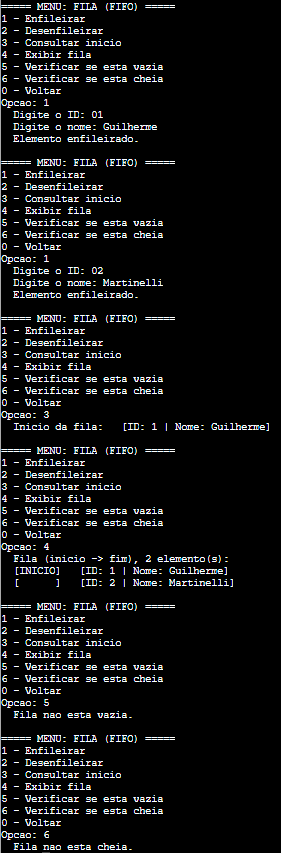 ===== MENU: FILA (FIFO) =====
1 - Enfileirar
2 - Desenfileirar
3 - Consultar inicio
4 - Exibir fila
5 - Verificar se esta vazia
6 - Verificar se esta cheia
0 - Voltar
Opcao: 1
  Digite o ID: 01
  Digite o nome: Guilherme
  Elemento enfileirado.

===== MENU: FILA (FIFO) =====
1 - Enfileirar
2 - Desenfileirar
3 - Consultar inicio
4 - Exibir fila
5 - Verificar se esta vazia
6 - Verificar se esta cheia
0 - Voltar
Opcao: 1
  Digite o ID: 02
  Digite o nome: Martinelli
  Elemento enfileirado.

===== MENU: FILA (FIFO) =====
1 - Enfileirar
2 - Desenfileirar
3 - Consultar inicio
4 - Exibir fila
5 - Verificar se esta vazia
6 - Verificar se esta cheia
0 - Voltar
Opcao: 3
  Inicio da fila:   [ID: 1 | Nome: Guilherme]

===== MENU: FILA (FIFO) =====
1 - Enfileirar
2 - Desenfileirar
3 - Consultar inicio
4 - Exibir fila
5 - Verificar se esta vazia
6 - Verificar se esta cheia
0 - Voltar
Opcao: 4
  Fila (inicio -> fim), 2 elemento(s):
  [INICIO]   [ID: 1 | Nome: Guilherme]
  [      ]   [ID: 2 | Nome: Martinelli]

===== MENU: FILA (FIFO) =====
1 - Enfileirar
2 - Desenfileirar
3 - Consultar inicio
4 - Exibir fila
5 - Verificar se esta vazia
6 - Verificar se esta cheia
0 - Voltar
Opcao: 5
  Fila nao esta vazia.

===== MENU: FILA (FIFO) =====
1 - Enfileirar
2 - Desenfileirar
3 - Consultar inicio
4 - Exibir fila
5 - Verificar se esta vazia
6 - Verificar se esta cheia
0 - Voltar
Opcao: 6
  Fila nao esta cheia.